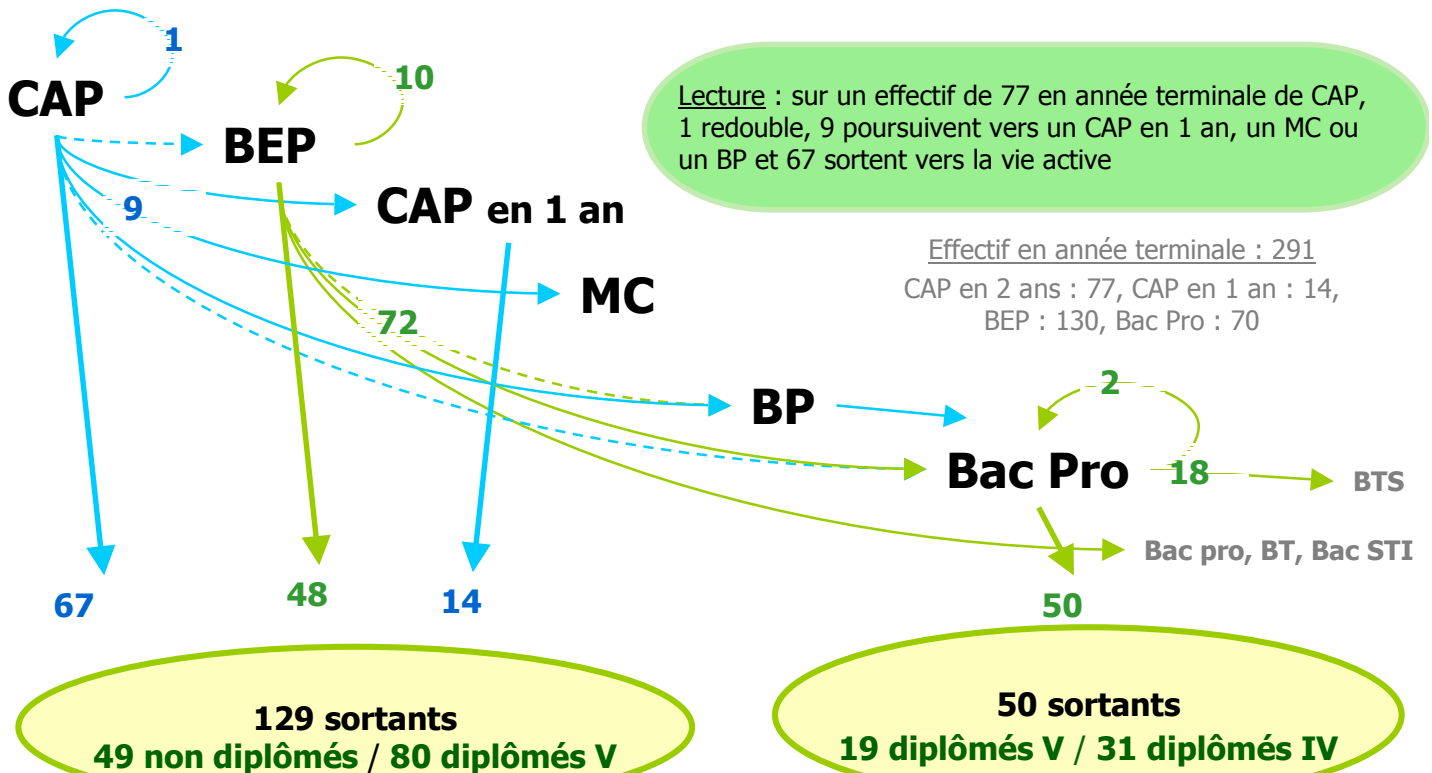 1
CAP
10
BEP
Lecture : sur un effectif de 77 en année terminale de CAP,
1 redouble, 9 poursuivent vers un CAP en 1 an, un MC ou
un BP et 67 sortent vers la vie active
9
CAP en 1 an
Effectif en année terminale : 291
CAP en 2 ans : 77, CAP en 1 an : 14,
BEP : 130, Bac Pro : 70
MC
72
2
BP
Bac Pro
18
BTS
Bac pro, BT, Bac STI
67
48
14
50
129 sortants
49 non diplômés / 80 diplômés V
50 sortants
19 diplômés V / 31 diplômés IV